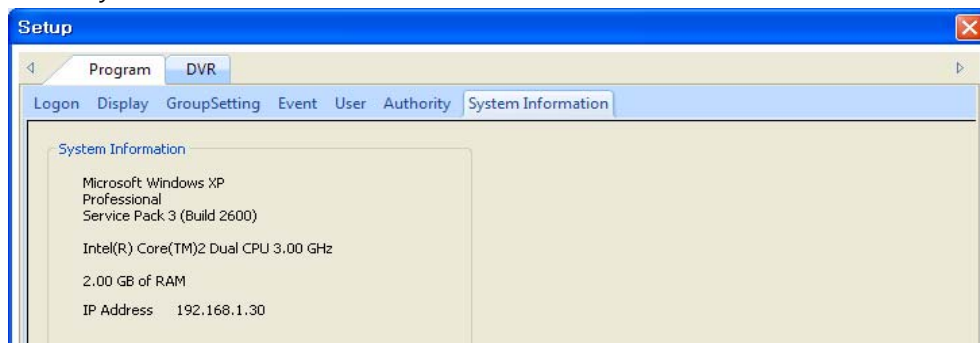 Setup
Program DVR
Logon Display GroupSetting Event User Authority System Information
System Information
Microsoft Windows XP
Professional
Service Pack 3 (Build 2600)
Intel(R) Core(TM)2 Dual CPU 3.00 GHz
2.00 GB of RAM
IP Address 192.168.1.30